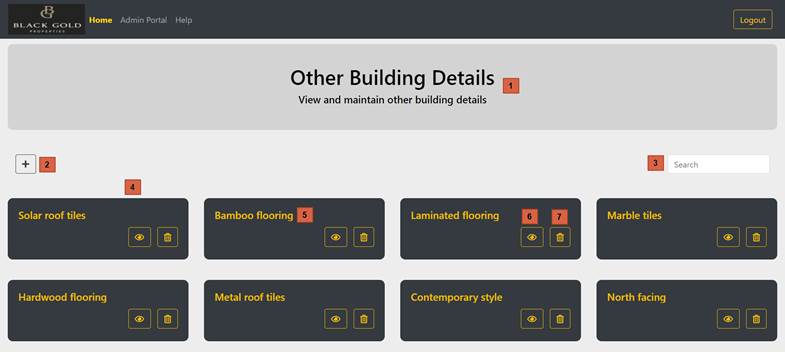 BG
BLACK GOLD
PROPERTIES
Home Admin Portal Help
Logout
Other Building Details
1
View and maintain other building details
2
3
Search
4
Solar roof tiles
Bamboo flooring
5
Laminated flooring
6
7
Marble tiles
Hardwood flooring
Metal roof tiles
Contemporary style
North facing